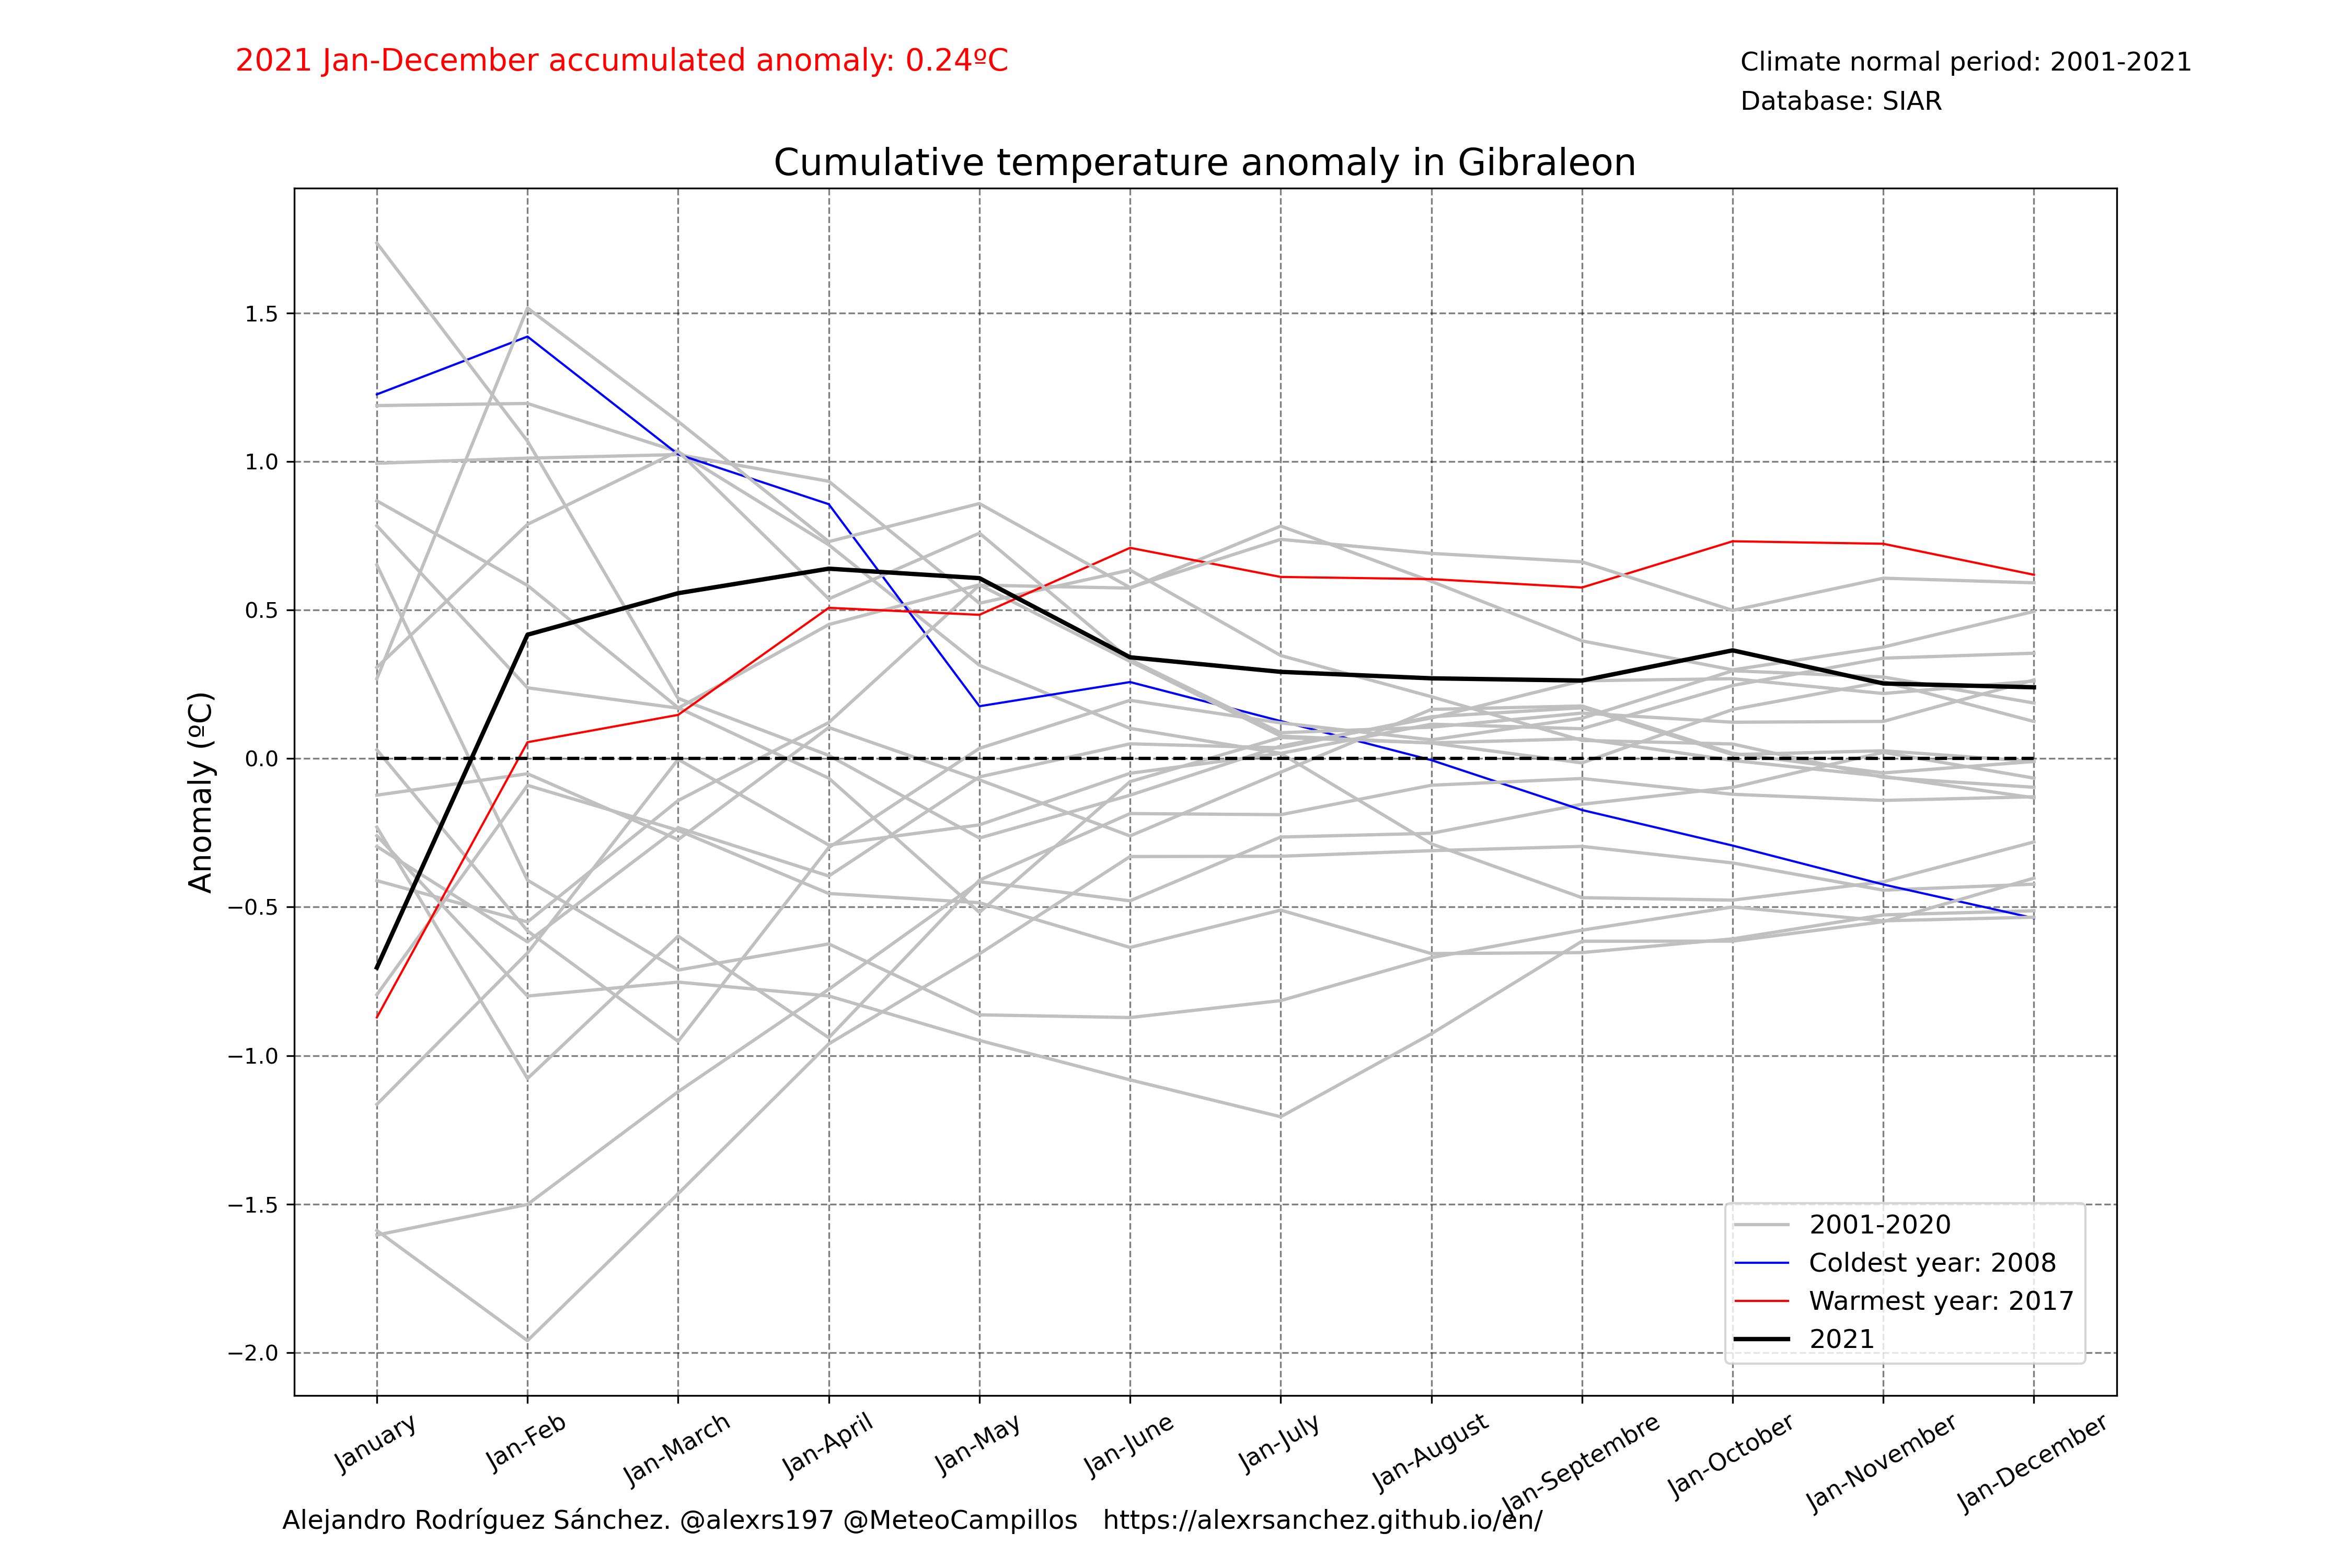 2021 Jan-December accumulated anomaly: 0.24ºC
Climate normal period: 2001-2021
Database: SIAR
Cumulative temperature anomaly in Gibraleon
Anomaly (ºC)
1.5
1.0
0.5
0.0
−0.5
−1.0
−1.5
−2.0
2001-2020
Coldest year: 2008
Warmest year: 2017
2021
January
Jan-Feb
Jan-March
Jan-April
Jan-May
Jan-June
Jan-July
Jan-August
Jan-Septembre
Jan-October
Jan-November
Jan-December
Alejandro Rodríguez Sánchez. @alexrs197 @MeteoCampillos   https://alexrsanchez.github.io/en/